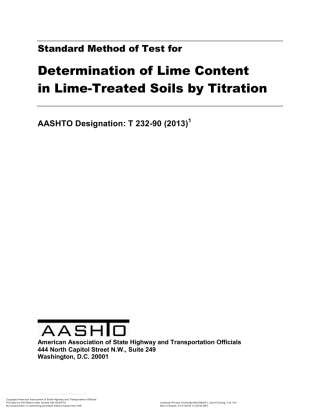 Standard Method of Test for
Determination of Lime Content
in Lime-Treated Soils by Titration
AASHTO Designation: T 232-90 (2013)1
AASHTO
American Association of State Highway and Transportation Officials
444 North Capitol Street N.W., Suite 249
Washington, D.C. 20001